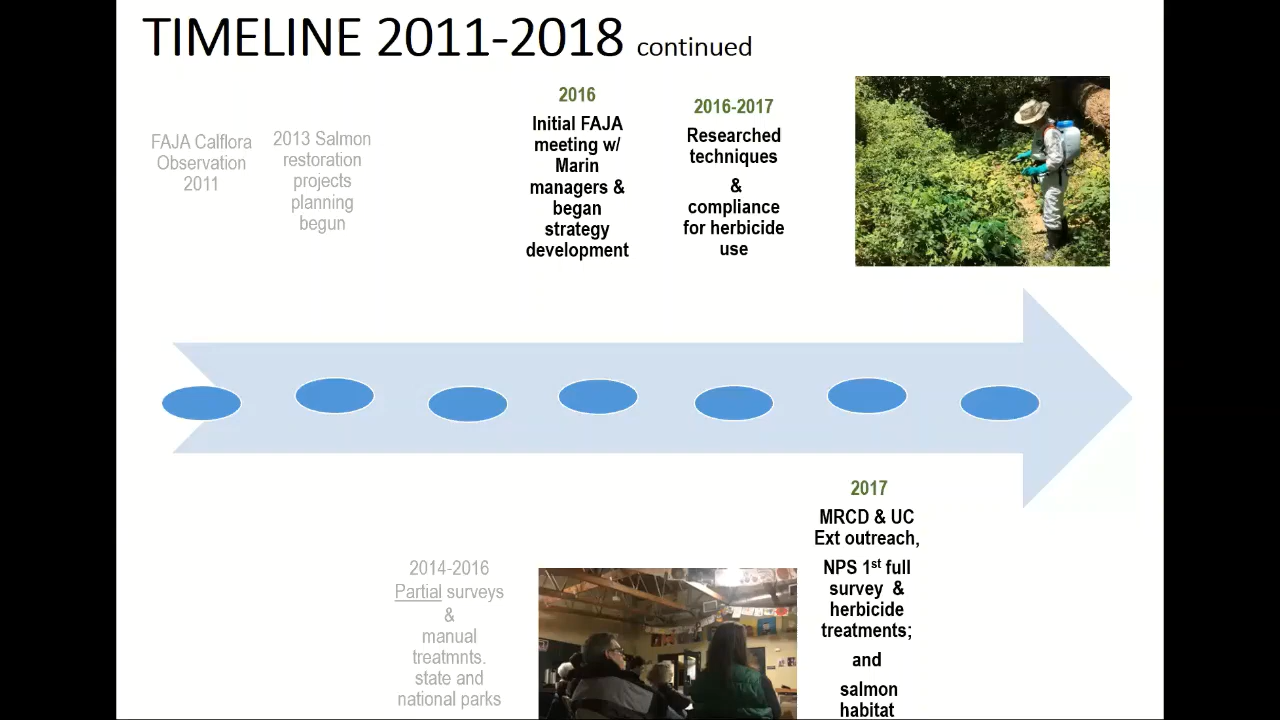 TIMELINE 2011-2018 continued
FAJA Calflora
Observation
2011
2013 Salmon
restoration
projects
planning
begun
2016
Initial FAJA
meeting w/
Marin
managers &
began
strategy
development
2016-2017
Researched
techniques
&
compliance
for herbicide
use
2014-2016
Partial surveys
&
manual
treatmnts.
state and
national parks
2017
MRCD & UC
Ext outreach,
NPS 1st full
survey &
herbicide
treatments;
and
salmon
habitat